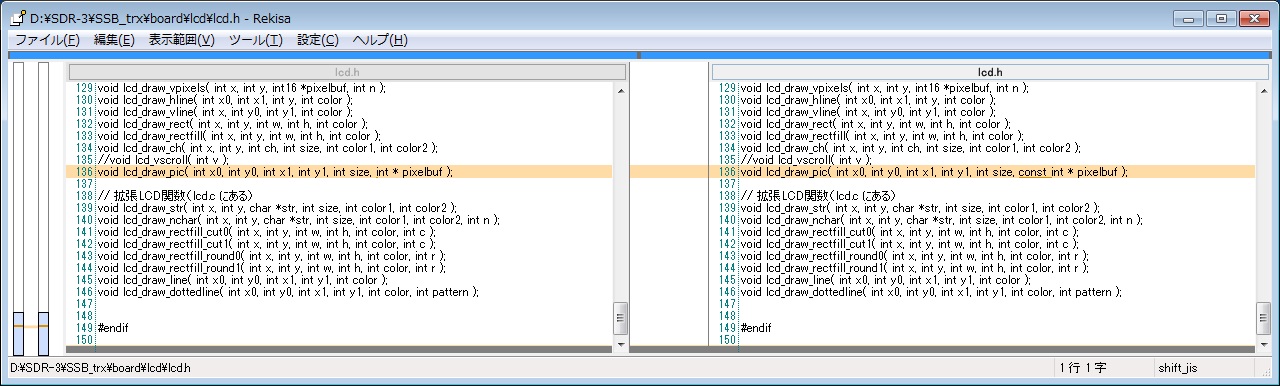 D:¥SDR-3¥SSB_trx¥board¥lcd¥lcd.h - Rekisa
ファイル(F) 編集(E) 表示範囲(V) ツール(T) 設定(C) ヘルプ(H)
lcd.h
129 void lcd_draw_vpixels( int x, int y, int16 *pixelbuf, int n );
130 void lcd_draw_hline( int x0, int x1, int y, int color );
131 void lcd_draw_vline( int x, int y0, int y1, int color );
132 void lcd_draw_rect( int x, int y, int w, int h, int color );
133 void lcd_draw_rectfill( int x, int y, int w, int h, int color );
134 void lcd_draw_ch( int x, int y, int ch, int size, int color1, int color2 );
135 //void lcd_vscroll( int v );
136 void lcd_draw_pic( int x0, int y0, int x1, int y1, int size, int * pixelbuf );
137
138 // 拡張LCD関数(lcd.c にある)
139 void lcd_draw_str( int x, int y, char *str, int size, int color1, int color2 );
140 void lcd_draw_nchar( int x, int y, char *str, int size, int color1, int color2, int n );
141 void lcd_draw_rectfill_cut0( int x, int y, int w, int h, int color, int c );
142 void lcd_draw_rectfill_cut1( int x, int y, int w, int h, int color, int c );
143 void lcd_draw_rectfill_round0( int x, int y, int w, int h, int color, int r );
144 void lcd_draw_rectfill_round1( int x, int y, int w, int h, int color, int r );
145 void lcd_draw_line( int x0, int y0, int x1, int y1, int color );
146 void lcd_draw_dottedline( int x0, int y0, int x1, int y1, int color, int pattern );
147
148
149 #endif
150
lcd.h
129 void lcd_draw_vpixels( int x, int y, int16 *pixelbuf, int n );
130 void lcd_draw_hline( int x0, int x1, int y, int color );
131 void lcd_draw_vline( int x, int y0, int y1, int color );
132 void lcd_draw_rect( int x, int y, int w, int h, int color );
133 void lcd_draw_rectfill( int x, int y, int w, int h, int color );
134 void lcd_draw_ch( int x, int y, int ch, int size, int color1, int color2 );
135 //void lcd_vscroll( int v );
136 void lcd_draw_pic( int x0, int y0, int x1, int y1, int size, const int * pixelbuf );
137
138 // 拡張LCD関数(lcd.c にある)
139 void lcd_draw_str( int x, int y, char *str, int size, int color1, int color2 );
140 void lcd_draw_nchar( int x, int y, char *str, int size, int color1, int color2, int n );
141 void lcd_draw_rectfill_cut0( int x, int y, int w, int h, int color, int c );
142 void lcd_draw_rectfill_cut1( int x, int y, int w, int h, int color, int c );
143 void lcd_draw_rectfill_round0( int x, int y, int w, int h, int color, int r );
144 void lcd_draw_rectfill_round1( int x, int y, int w, int h, int color, int r );
145 void lcd_draw_line( int x0, int y0, int x1, int y1, int color );
146 void lcd_draw_dottedline( int x0, int y0, int x1, int y1, int color, int pattern );
147
148
149 #endif
150
D:¥SDR-3¥SSB_trx¥board¥lcd¥lcd.h 1 行 1 字 shift_jis